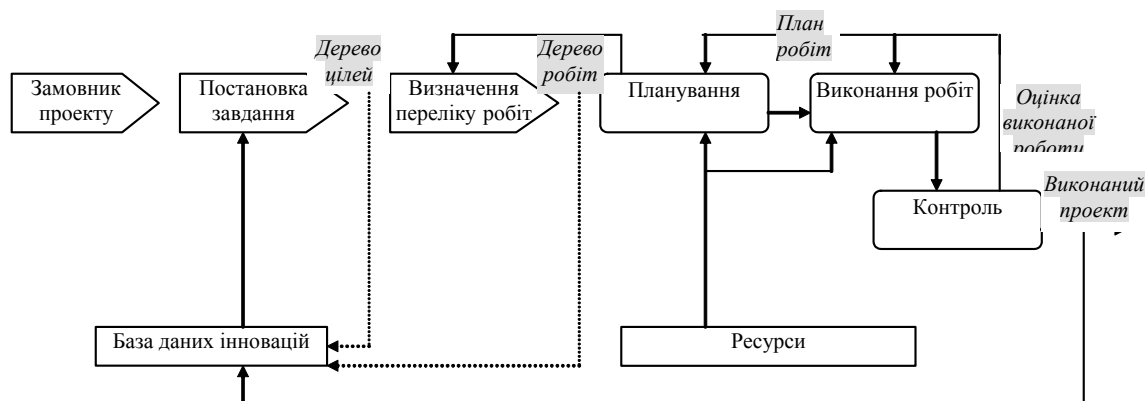 Замовник
проекту
Постановка
завдання
Дерево
цілей
Визначення
переліку робіт
Дерево
робіт
Планування
План
робіт
Виконання робіт
Оцінка
виконаної
роботи
Контроль
Виконаний
проект
База даних інновацій
Ресурси